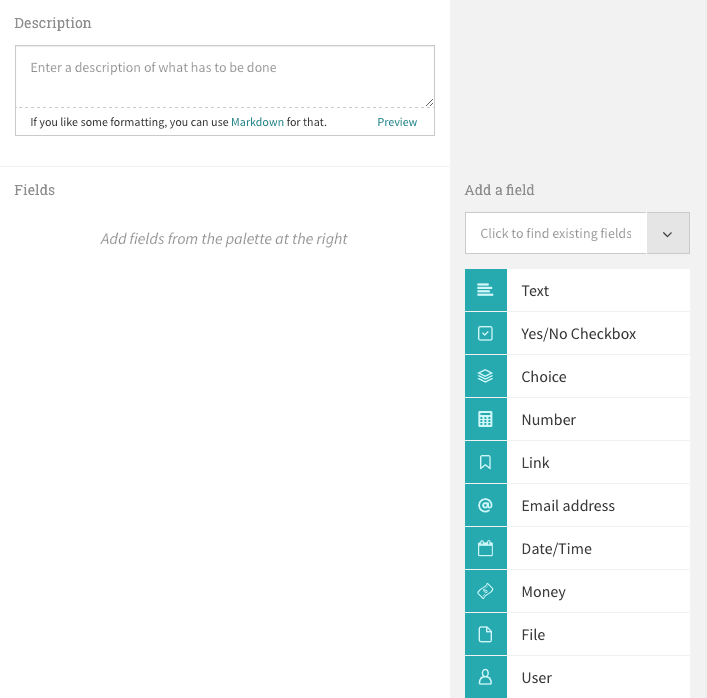 Description
Enter a description of what has to be done
If you like some formatting, you can use Markdown for that.
Preview
Fields
Add fields from the palette at the right
Add a field
Click to find existing fields
Text
Yes/No Checkbox
Choice
Number
Link
Email address
Date/Time
Money
File
User